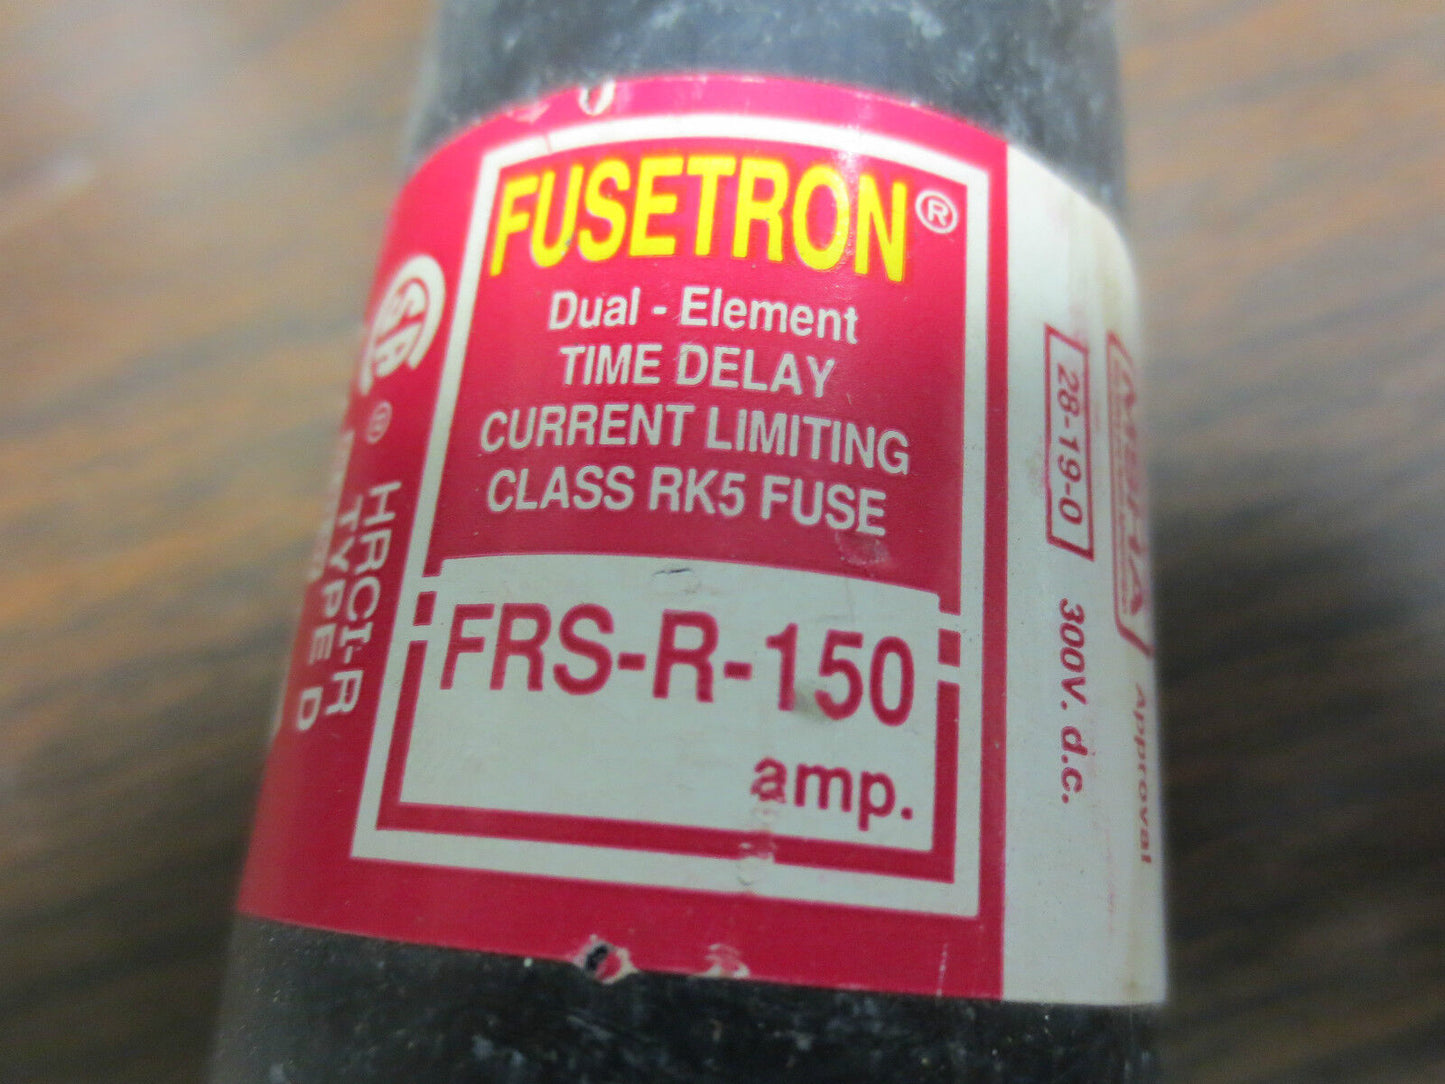 FUSETRON®
Dual - Element
TIME DELAY
CURRENT LIMITING
CLASS RK5 FUSE
FRS-R-150
amp.
®
HRCI-R
TYPE D
28-19-0
300V. d.c.
MSHA
Approval